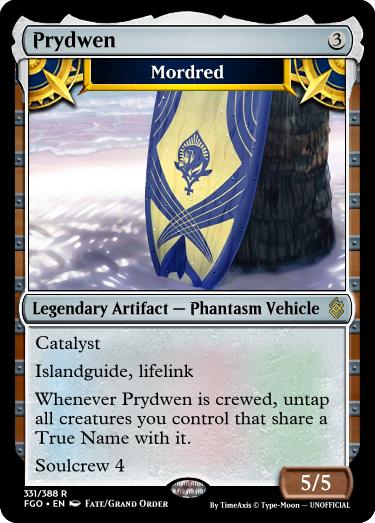 Prydwen 3
Mordred
Legendary Artifact — Phantasm Vehicle
Catalyst
Islandguide, lifelink
Whenever Prydwen is crewed, untap
all creatures you control that share a
True Name with it.
Soulcrew 4
5/5
331/388 R
FGO • EN Fate/Grand Order
By TimeAxis © Type-Moon — UNOFFICIAL